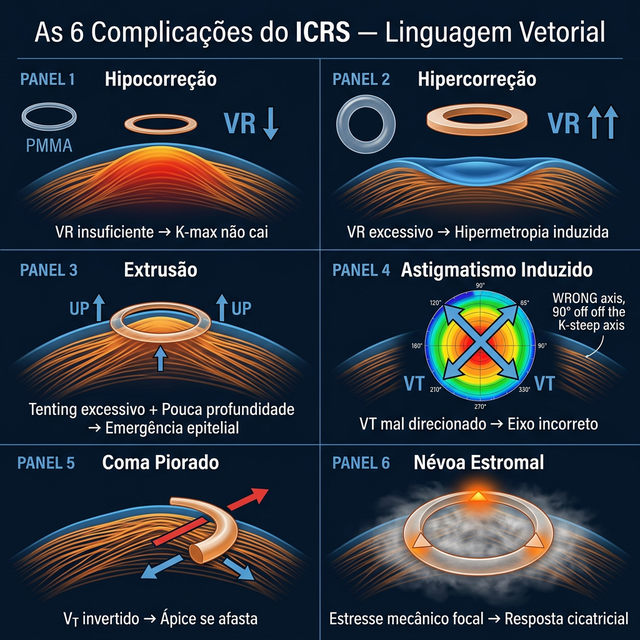 As 6 Complicações do ICRS — Linguagem Vetorial
PANEL 1 Hipocorreção
PMMA
VR ↓
VR insuficiente → K-max não cai
PANEL 2 Hipercorreção
VR ↑↑
VR excessivo → Hipermetropia induzida
PANEL 3 Extrusão
UP ↑
↑ UP
Tenting excessivo + Pouca profundidade
→ Emergência epitelial
PANEL 4 Astigmatismo Induzido
90°
120°
85°
180°
90°
210°
330°
270°
VT
VT
WRONG axis,
90° off off the
K-steep axis
VT mal direcionado → Eixo incorreto
PANEL 5 Coma Piorado
VT invertido → Ápice se afasta
PANEL 6 Névoa Estromal
Estresse mecânico focal → Resposta cicatricial